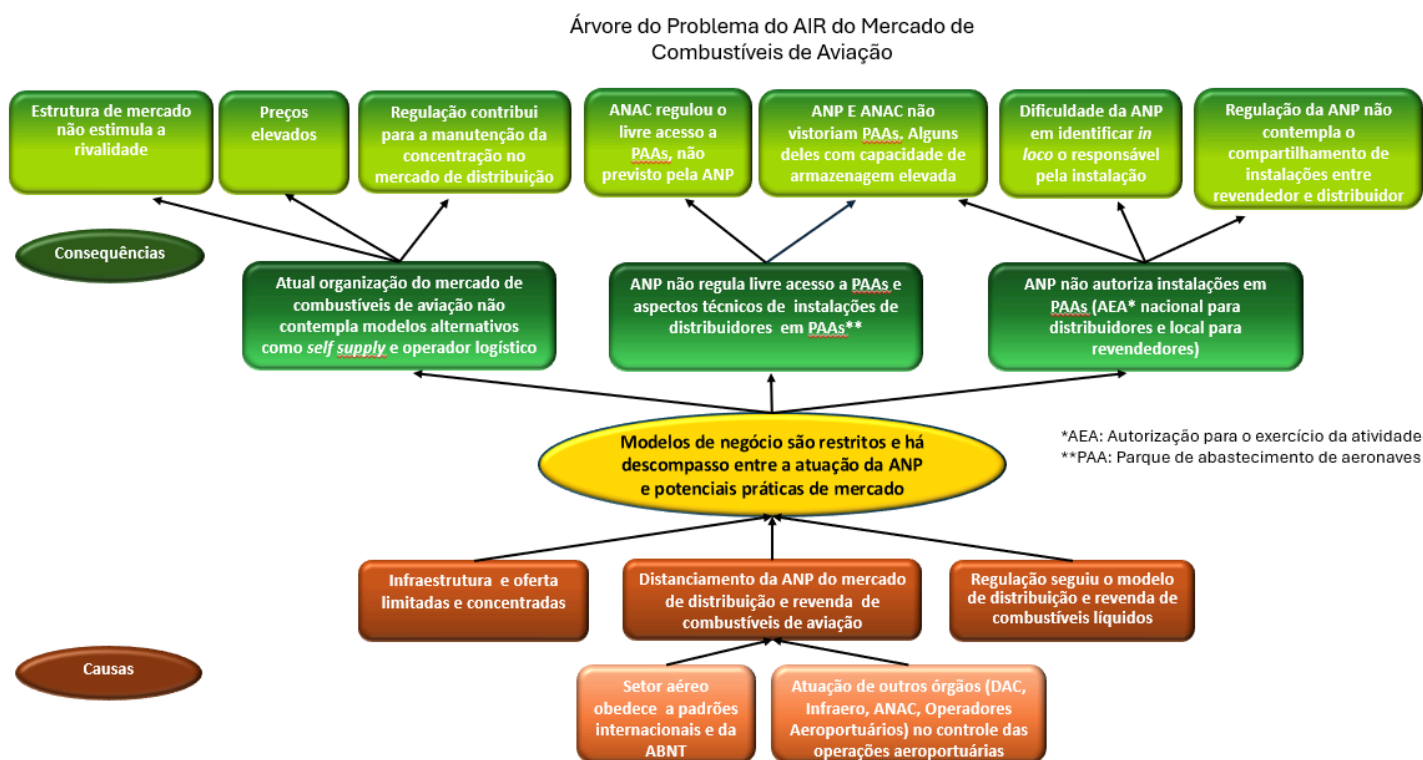 Árvore do Problema do AIR do Mercado de
Combustíveis de Aviação
Estrutura de mercado
não estimula a
rivalidade
Preços
elevados
Regulação contribui
para a manutenção da
concentração no
mercado de distribuição
ANAC regulou o
livre acesso a
PAAs, não
previsto pela ANP
ANP E ANAC não
vistoriam PAAs. Alguns
deles com capacidade de
armazenagem elevada
Dificuldade da ANP
em identificar in
loco o responsável
pela instalação
Regulação da ANP não
contempla o
compartilhamento de
instalações entre
revendedor e distribuidor
Consequências
Atual organização do mercado de
combustíveis de aviação não
contempla modelos alternativos
como self supply e operador logístico
ANP não regula livre acesso a PAAs e
aspectos técnicos de instalações de
distribuidores em PAAs**
ANP não autoriza instalações em
PAAs (AEA* nacional para
distribuidores e local para
revendedores)
Modelos de negócio são restritos e há
descompasso entre a atuação da ANP
e potenciais práticas de mercado
*AEA: Autorização para o exercício da atividade
**PAA: Parque de abastecimento de aeronaves
Infraestrutura e oferta
limitadas e concentradas
Distanciamento da ANP do mercado
de distribuição e revenda de
combustíveis de aviação
Regulação seguiu o modelo
de distribuição e revenda de
combustíveis líquidos
Causas
Setor aéreo
obedece a padrões
internacionais e da
ABNT
Atuação de outros órgãos (DAC,
Infraero, ANAC, Operadores
Aeroportuários) no controle das
operações aeroportuárias